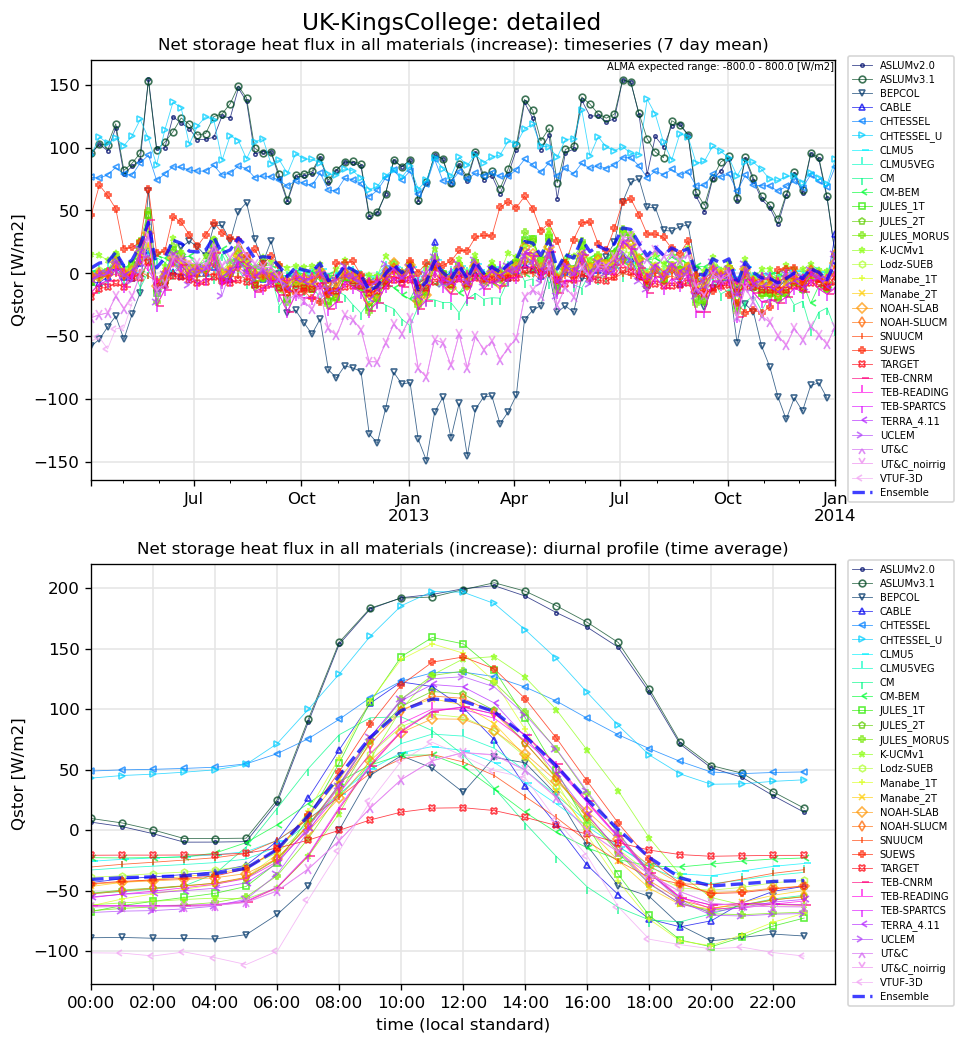 UK-KingsCollege: detailed
Net storage heat flux in all materials (increase): timeseries (7 day mean)
ALMA expected range: -800.0 - 800.0 [W/m2]
150
100
50
0
−50
−100
−150
Qstor [W/m2]
Jul
Oct
Jan
2013
Apr
Jul
Oct
Jan
2014
ASLUMv2.0
ASLUMv3.1
BEPCOL
CABLE
CHTESSEL
CHTESSEL_U
CLMU5
CLMU5VEG
CM
CM-BEM
JULES_1T
JULES_2T
JULES_MORUS
K-UCMv1
Lodz-SUEB
Manabe_1T
Manabe_2T
NOAH-SLAB
NOAH-SLUCM
SNUUCM
SUEWS
TARGET
TEB-CNRM
TEB-READING
TEB-SPARTCS
TERRA_4.11
UCLEM
UT&C
UT&C_noirrig
VTUF-3D
Ensemble
Net storage heat flux in all materials (increase): diurnal profile (time average)
200
150
100
50
0
−50
−100
Qstor [W/m2]
00:00
02:00
04:00
06:00
08:00
10:00
12:00
14:00
16:00
18:00
20:00
22:00
time (local standard)
ASLUMv2.0
ASLUMv3.1
BEPCOL
CABLE
CHTESSEL
CHTESSEL_U
CLMU5
CLMU5VEG
CM
CM-BEM
JULES_1T
JULES_2T
JULES_MORUS
K-UCMv1
Lodz-SUEB
Manabe_1T
Manabe_2T
NOAH-SLAB
NOAH-SLUCM
SNUUCM
SUEWS
TARGET
TEB-CNRM
TEB-READING
TEB-SPARTCS
TERRA_4.11
UCLEM
UT&C
UT&C_noirrig
VTUF-3D
Ensemble